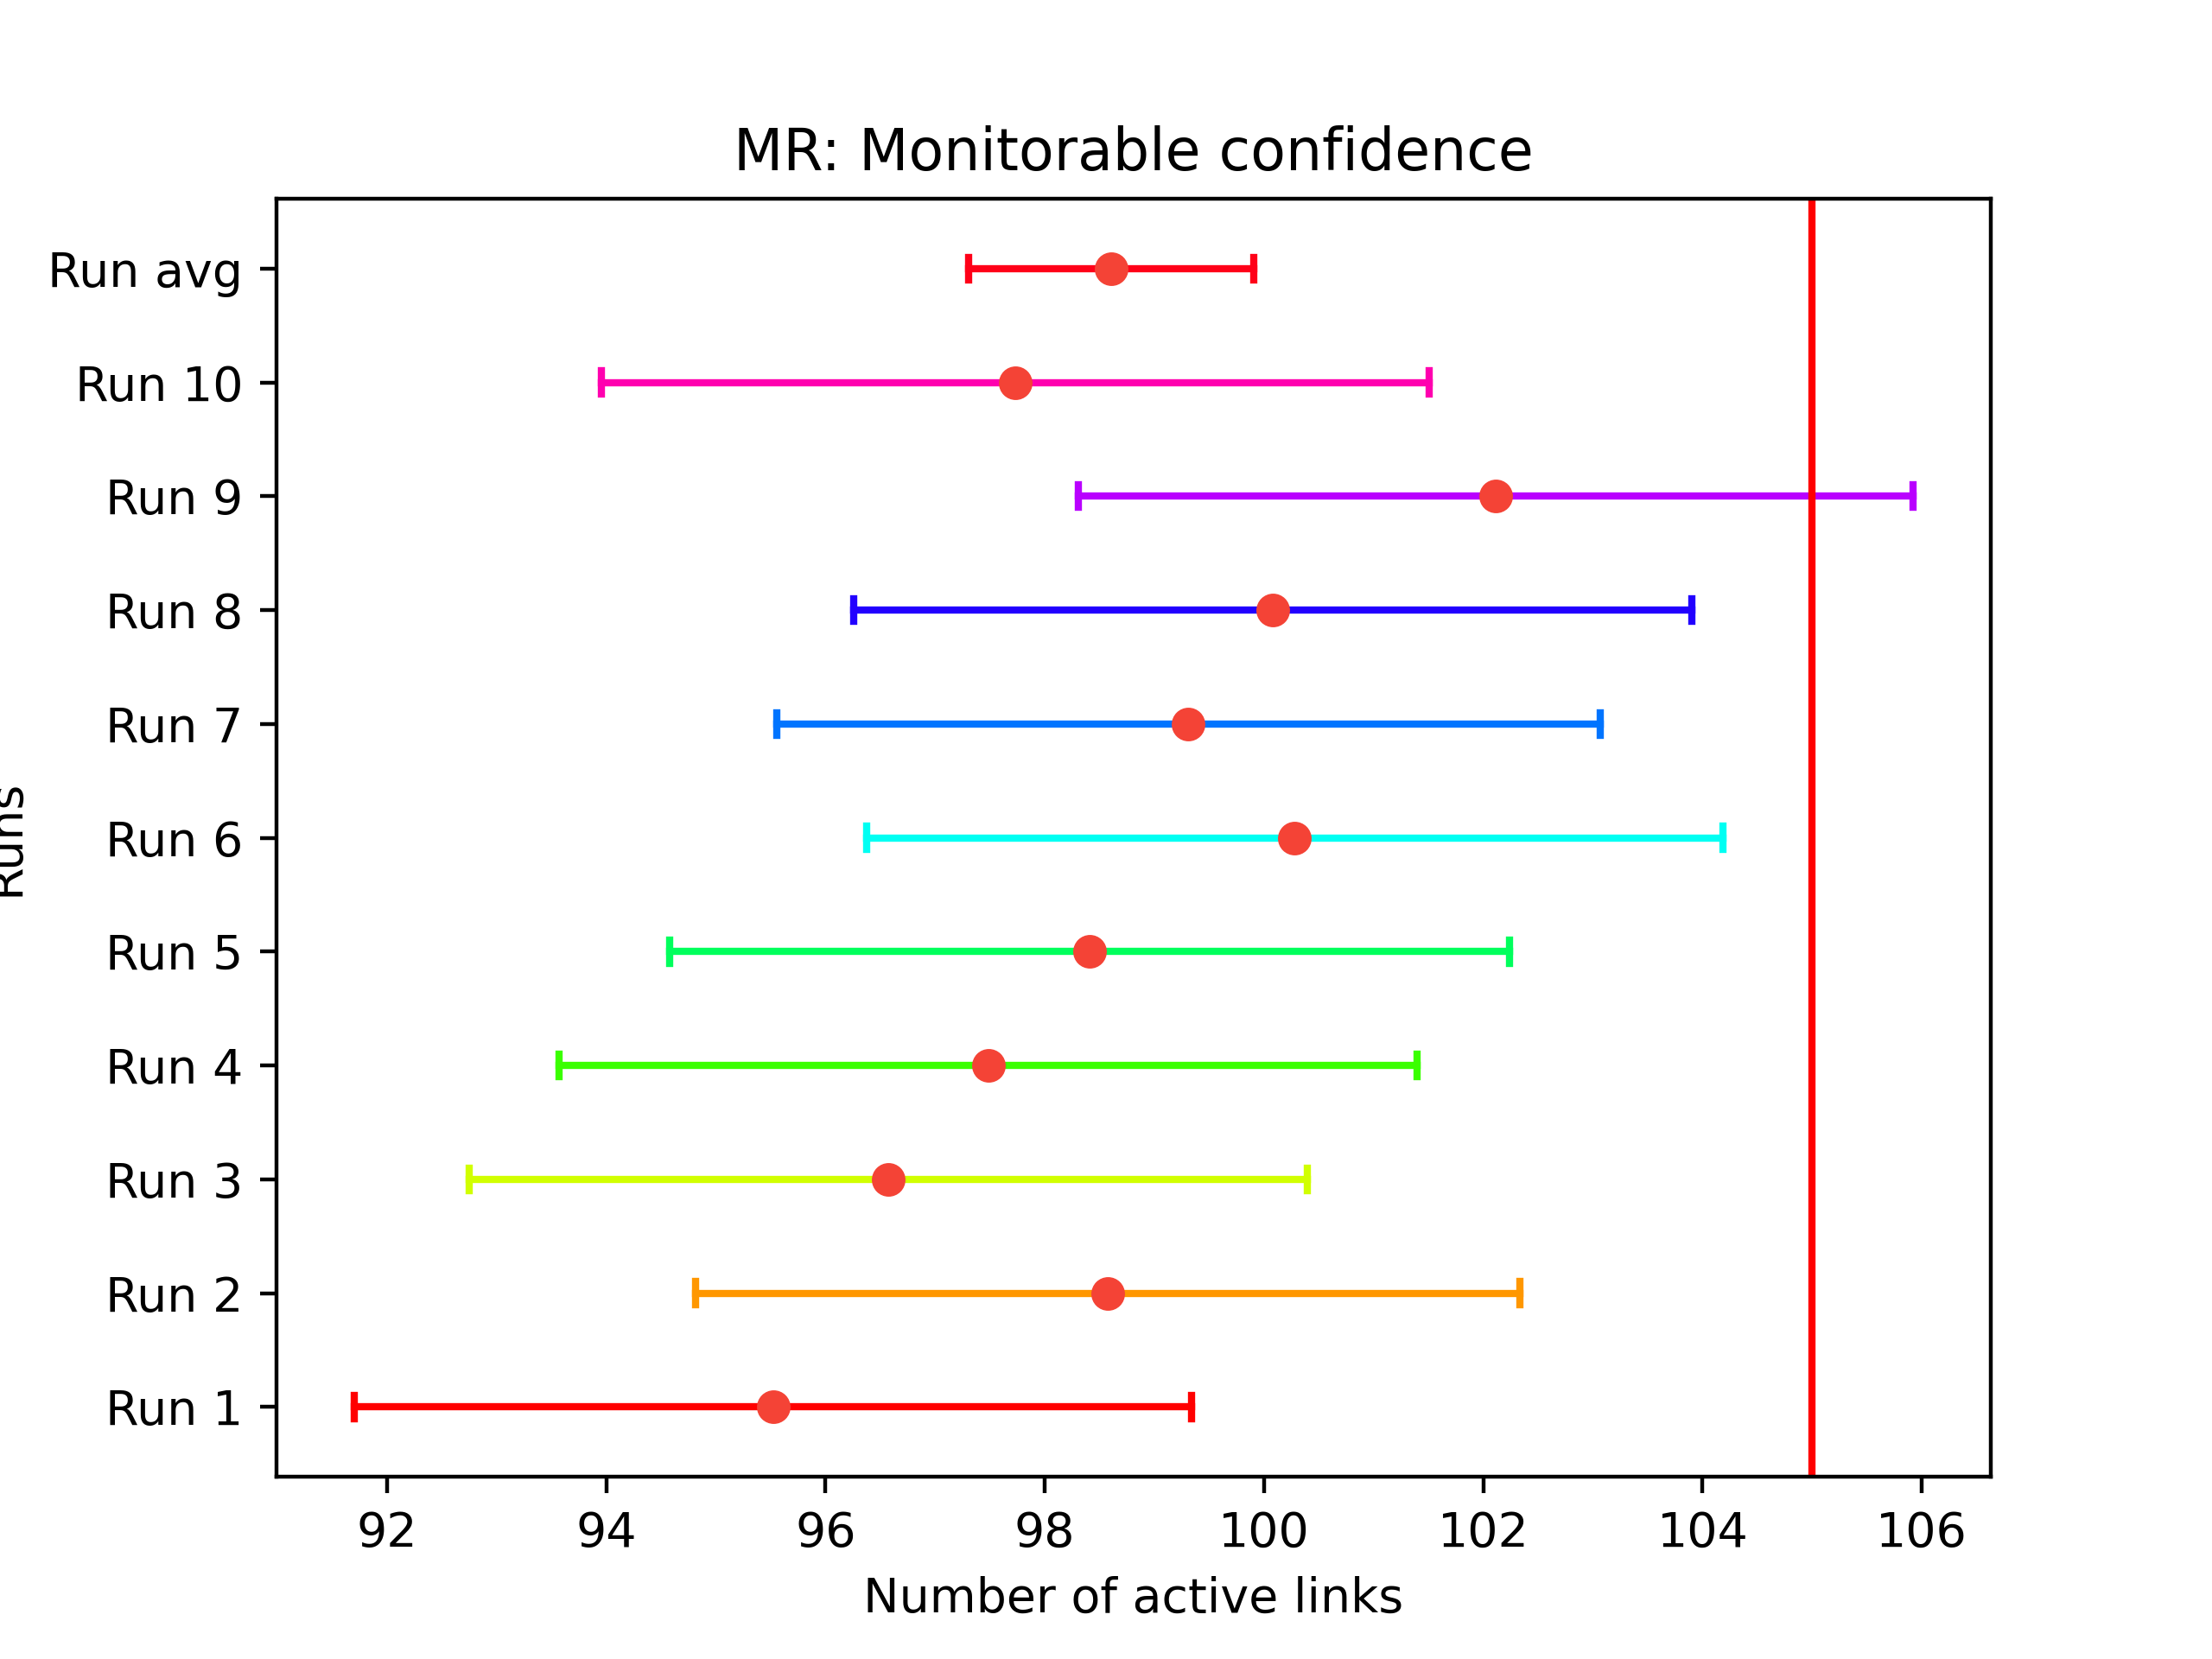 MR: Monitorable confidence
Run avg
Run 10
Run 9
Run 8
Run 7
Run 6
Run 5
Run 4
Run 3
Run 2
Run 1
Runs
92 94 96 98 100 102 104 106
Number of active links